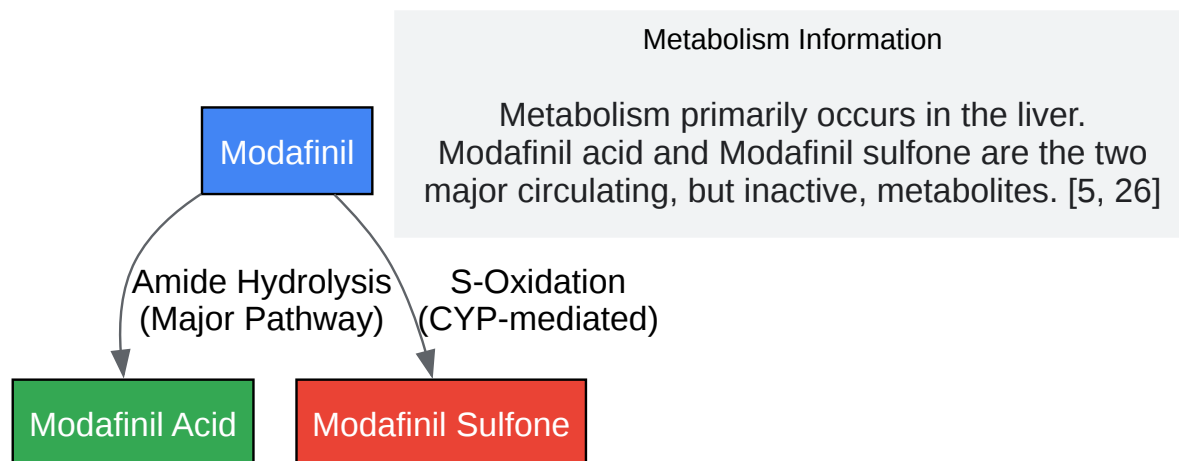 Metabolism Information
Metabolism primarily occurs in the liver.
Modafinil acid and Modafinil sulfone are the two
major circulating, but inactive, metabolites. [5, 26]
Modafinil
Amide Hydrolysis
(Major Pathway)
S-Oxidation
(CYP-mediated)
Modafinil Acid
Modafinil Sulfone